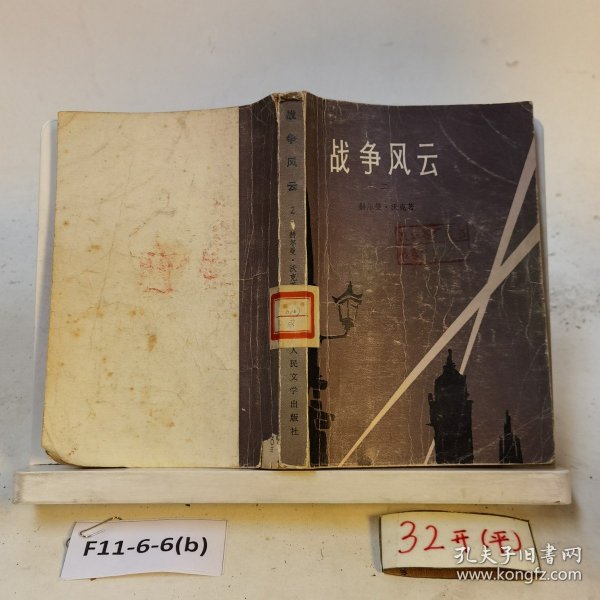 战争风云
二
赫尔曼·沃克著
战争风云
2
赫尔曼·沃克
人民文学出版社
F11-6-6(b)
32开(平)
孔夫子旧书网
www.kongfz.com